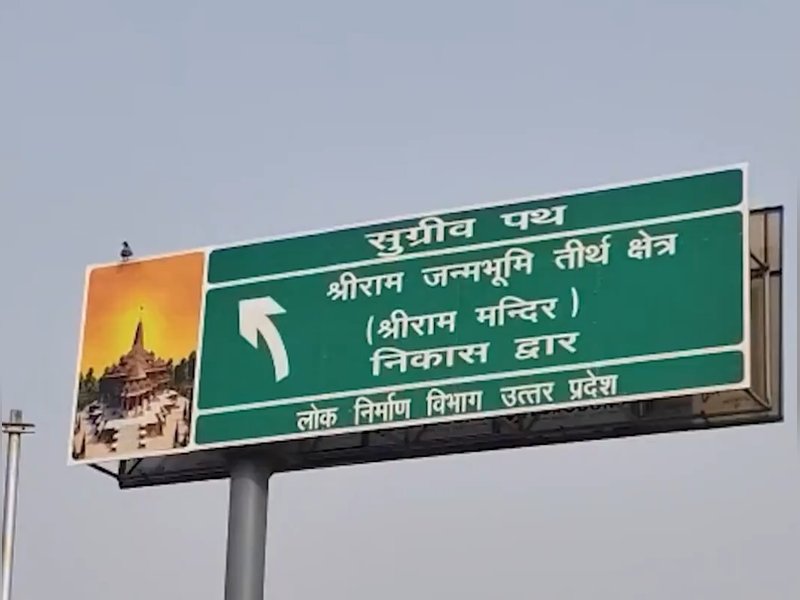 सुग्रीव पथ
श्रीराम जन्मभूमि तीर्थ क्षेत्र
(श्रीराम मन्दिर)
निकास द्वार
लोक निर्माण विभाग उत्तर प्रदेश